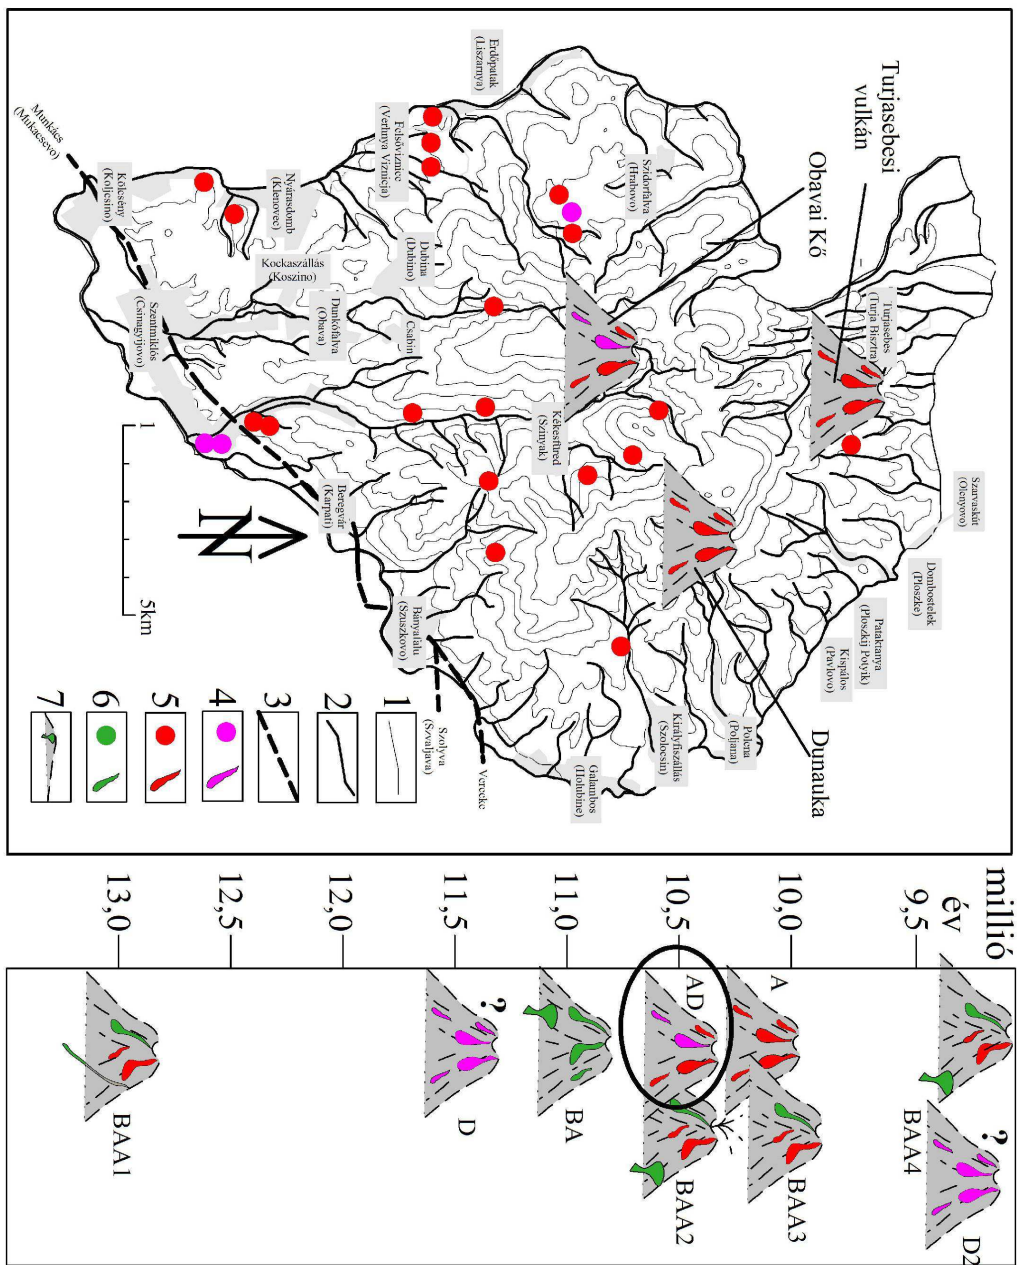 Turjasebesi
vulkán
Obavai Kő
Dunauka
Erdőpatak
(Liszarnya)
Felsőviznice
(Verhnya Viznicja)
Szidorfalva
(Hrabovo)
Munkács
(Mukacsevo)
Kölcsény
(Koljcsino)
Nyárasdomb
(Klenovec)
Kockaszállás
(Koszino)
Dubina
(Dubino)
Dunkófalva
(Obava)
Csabin
Szentmiklós
(Csinagyijovo)
Turjasebes
(Turja Bisztra)
Kékesfüred
(Szinyak)
Szarvaskút
(Olenyovo)
Dombostelek
(Ploszke)
Pataktanya
(Ploszkij Potyik)
Kispálos
(Pavlovo)
Polena
(Poljana)
Királyfiszállás
(Szolocsin)
Galambos
(Holubine)
Beregvár
(Karpati)
Bányafalu
(Szuszkovo)
Szolyva
(Szvaljava)
Verecke
N
1
5km
1
2
3
4
5
6
7
millió
év
9,5
10,0
10,5
11,0
11,5
12,0
12,5
13,0
?
D2
BAA4
A
BAA3
AD
BAA2
BA
?
D
BAA1